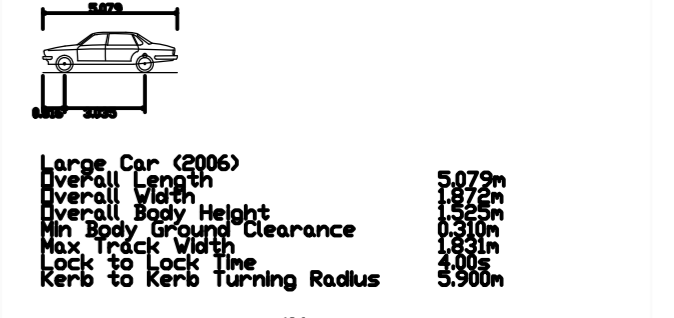 5.079
3.035
Large Car (2006)
Overall Length 5.079m
Overall Width 1.872m
Overall Body Height 1.525m
Min Body Ground Clearance 0.310m
Max Track Width 1.831m
Lock to Lock Time 4.00s
Kerb to Kerb Turning Radius 5.900m